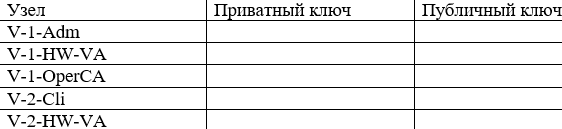 Узел Приватный ключ Публичный ключ
V-1-Adm
V-1-HW-VA
V-1-OperCA
V-2-Cli
V-2-HW-VA